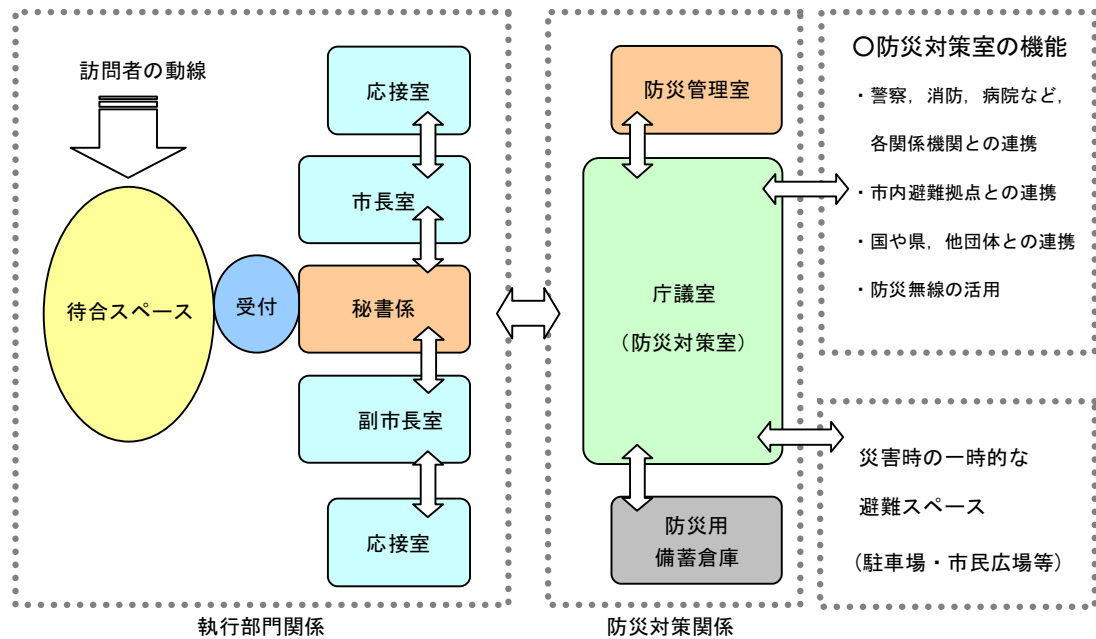 訪問者の動線
待合スペース
受付
応接室
市長室
秘書係
副市長室
応接室
執行部門関係
防災管理室
庁議室
（防災対策室）
防災用
備蓄倉庫
防災対策関係
〇防災対策室の機能
・警察，消防，病院など，
各関係機関との連携
・市内避難拠点との連携
・国や県，他団体との連携
・防災無線の活用
災害時の一時的な
避難スペース
（駐車場・市民広場等）